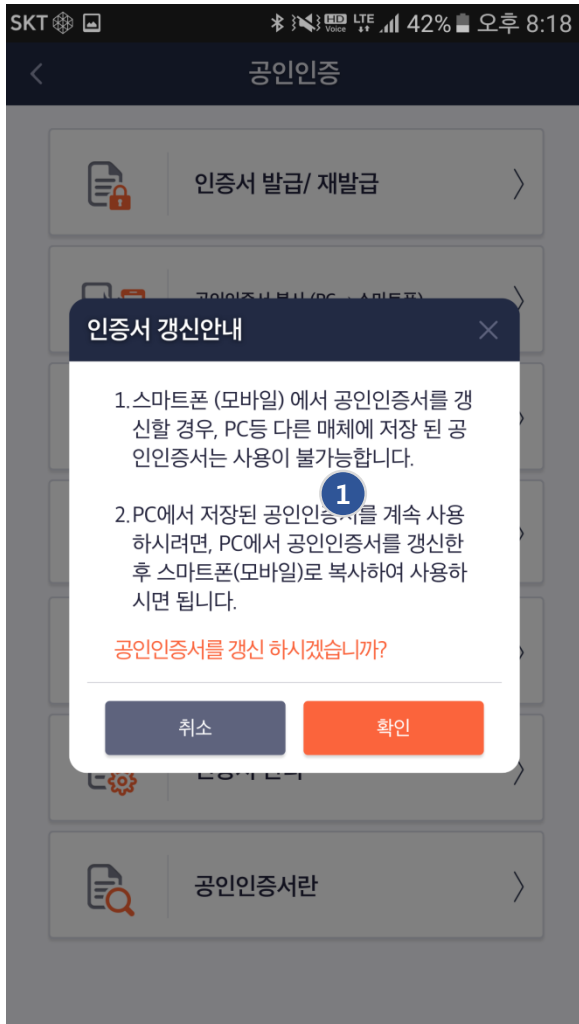 SKT HD Voice LTE 42% 오후 8:18
공인인증
인증서 발급/ 재발급
인증서 갱신안내
1.스마트폰 (모바일) 에서 공인인증서를 갱
신할 경우, PC등 다른 매체에 저장 된 공
인인증서는 사용이 불가능합니다.
1
2.PC에서 저장된 공인인증서를 계속 사용
하시려면, PC에서 공인인증서를 갱신한
후 스마트폰(모바일)로 복사하여 사용하
시면 됩니다.
공인인증서를 갱신 하시겠습니까?
취소 확인
공인인증서란